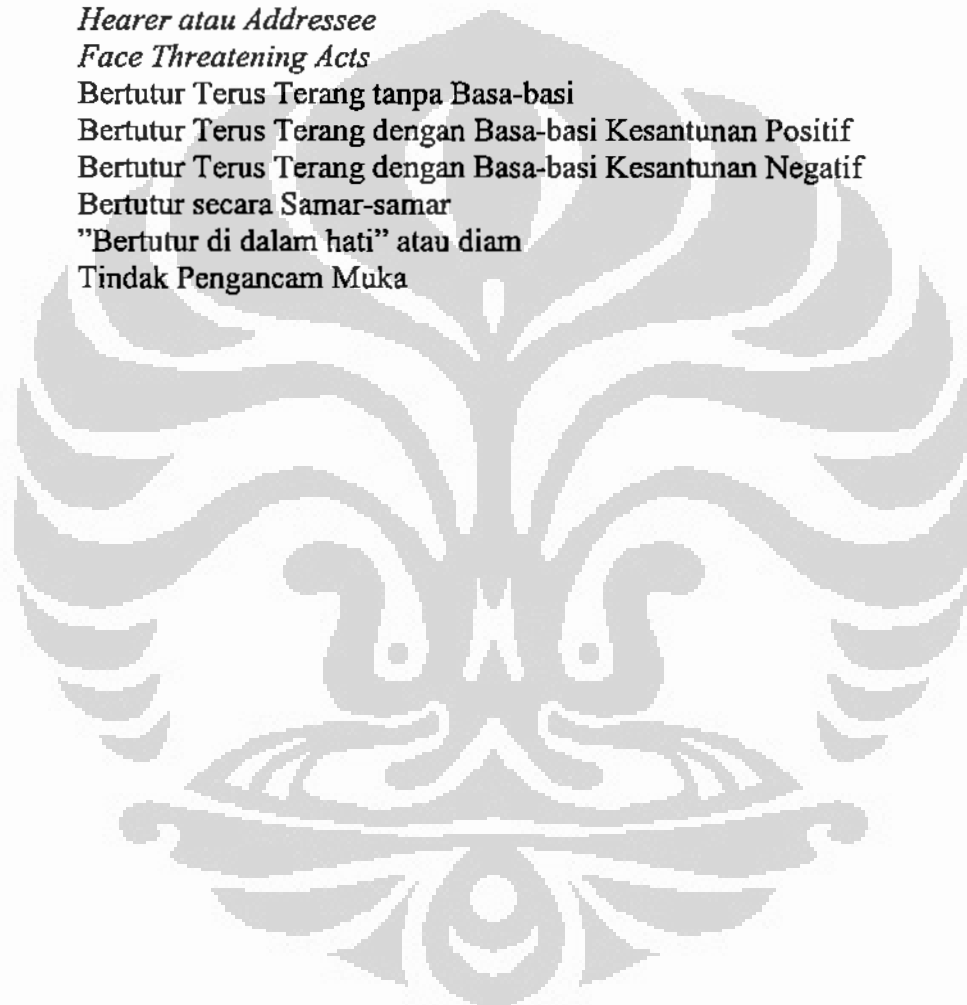 Hearer atau Addressee
Face Threatening Acts
Bertutur Terus Terang tanpa Basa-basi
Bertutur Terus Terang dengan Basa-basi Kesantunan Positif
Bertutur Terus Terang dengan Basa-basi Kesantunan Negatif
Bertutur secara Samar-samar
”Bertutur di dalam hati” atau diam
Tindak Pengancam Muka